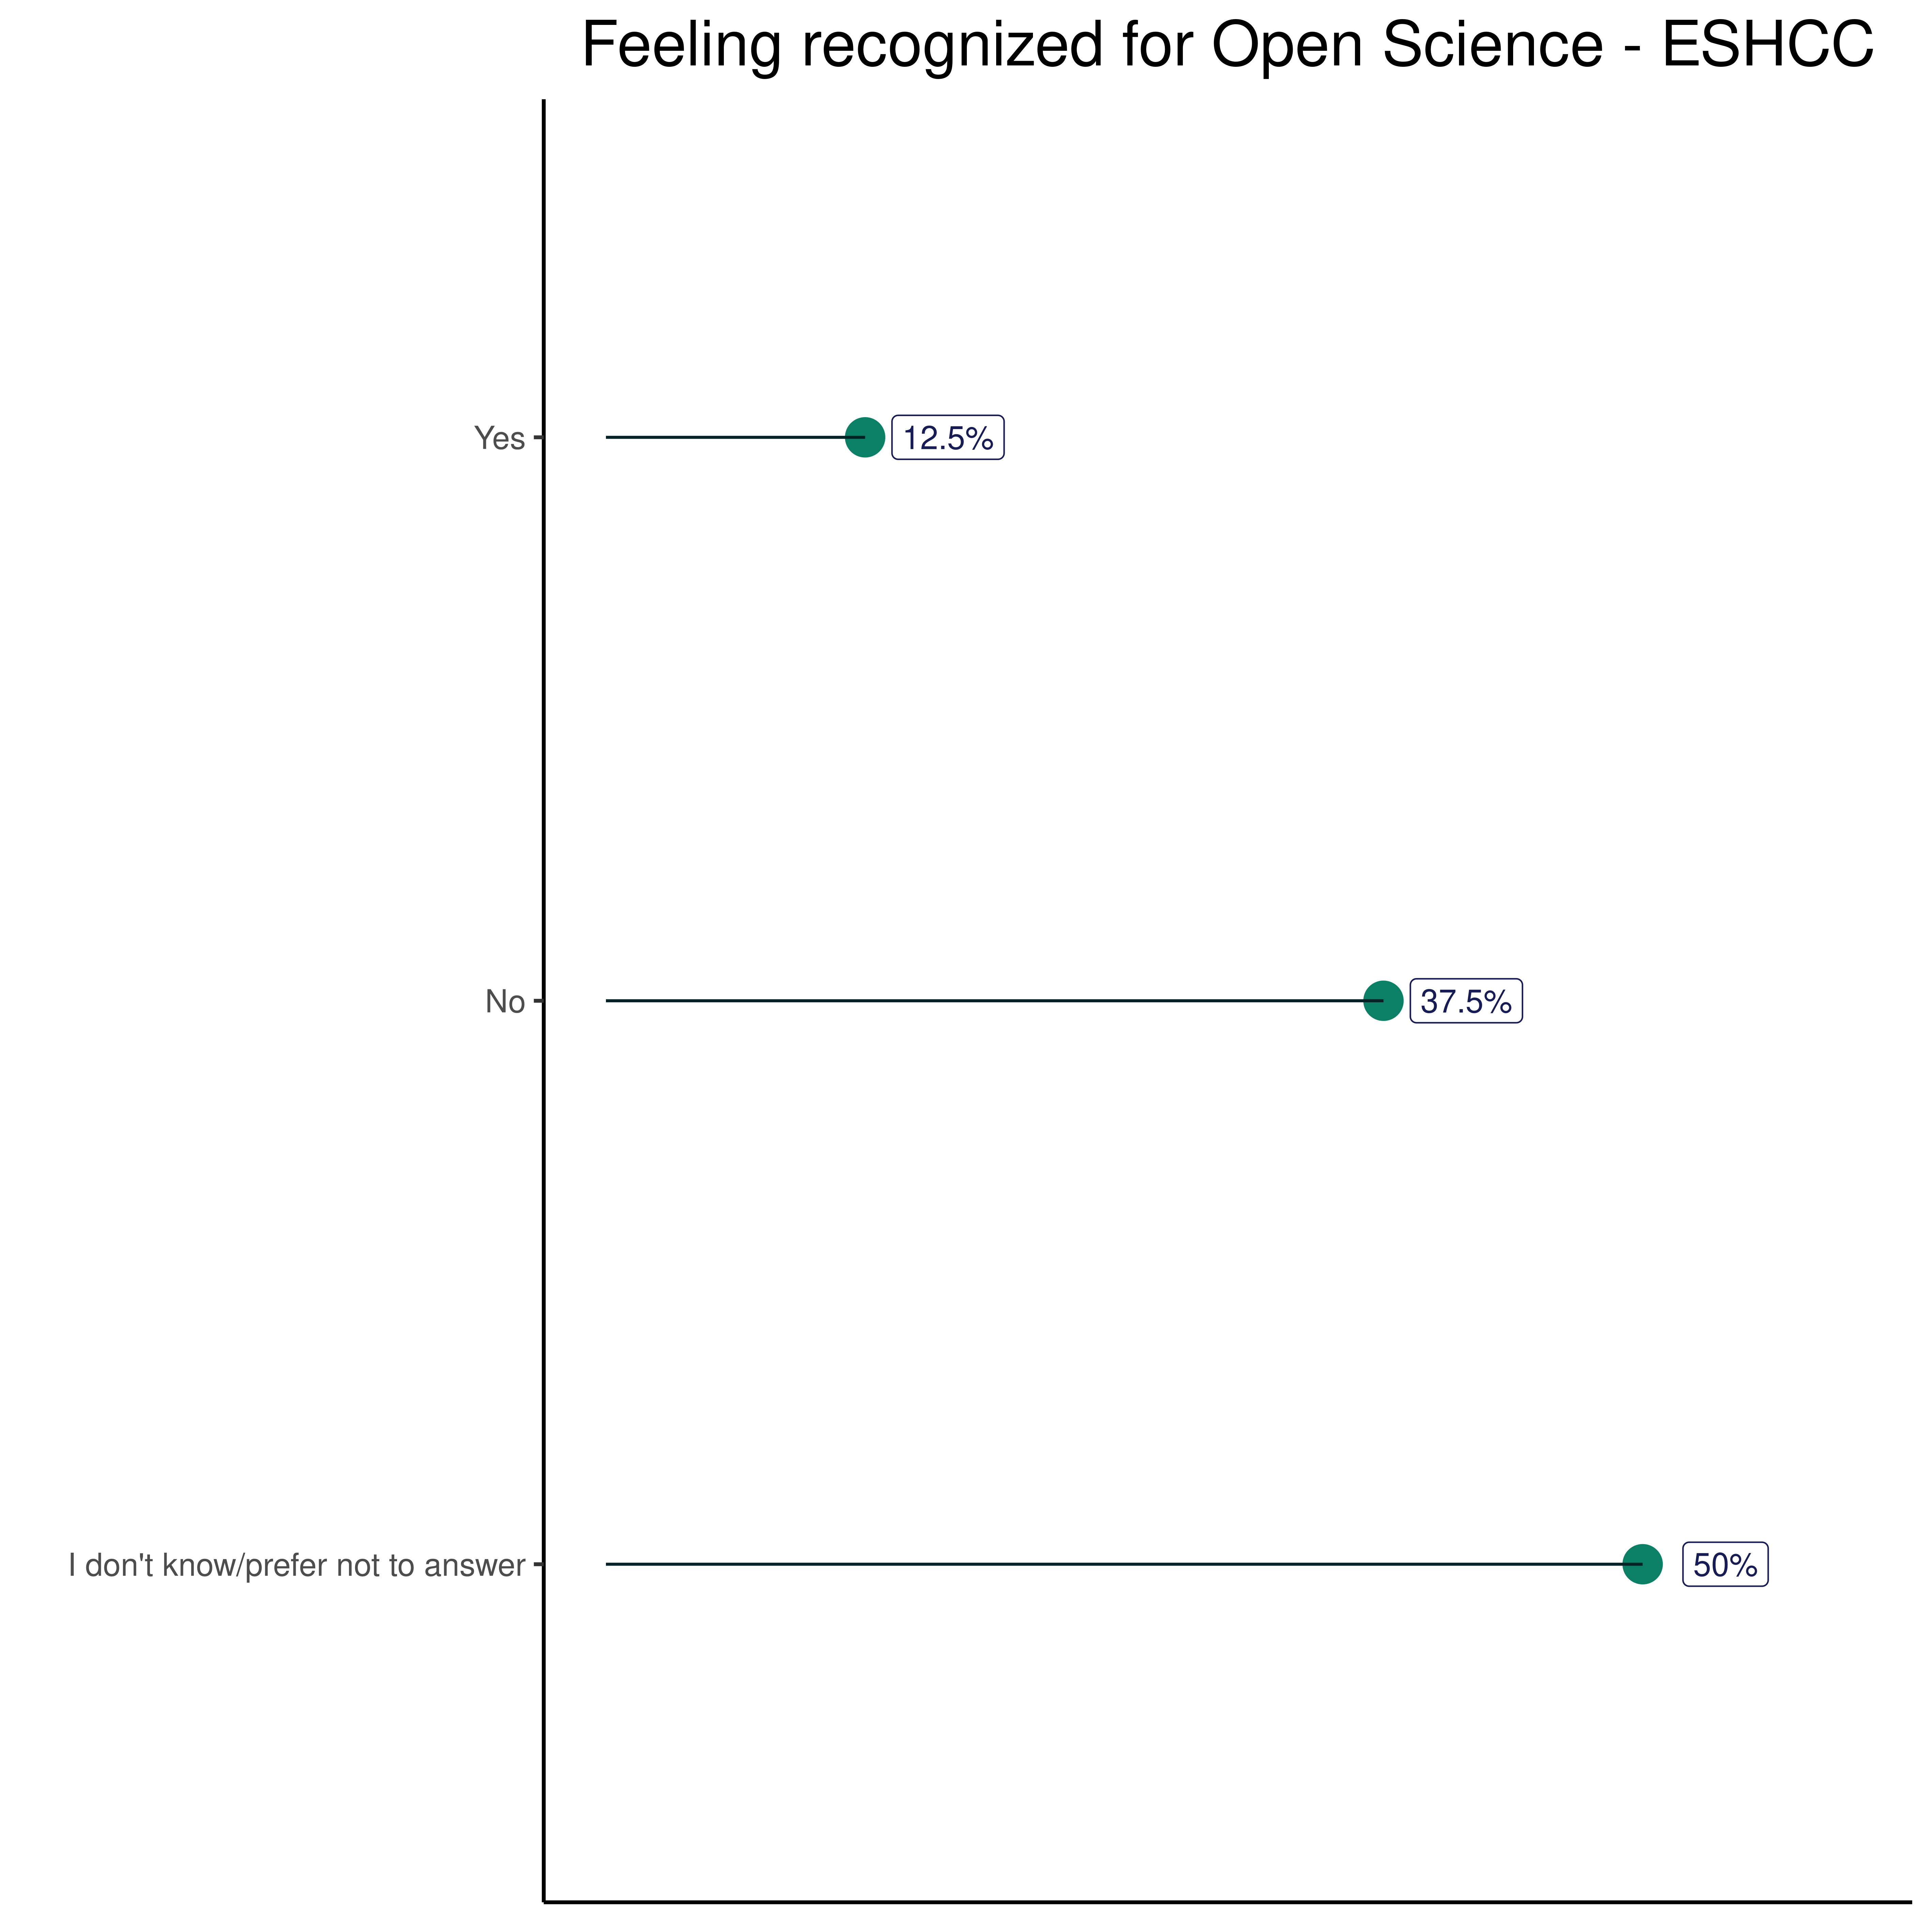 Feeling recognized for Open Science - ESHCC
Yes
12.5%
No
37.5%
I don't know/prefer not to answer
50%